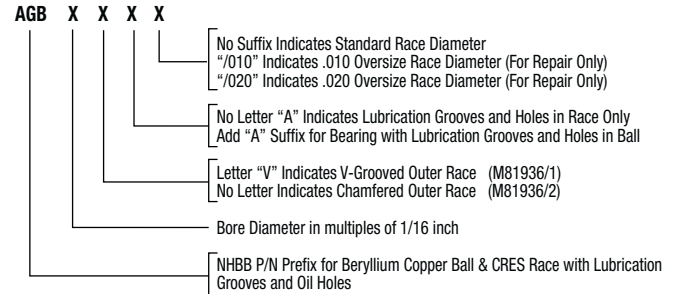 AGB X X X X
No Suffix Indicates Standard Race Diameter
“/010” Indicates .010 Oversize Race Diameter (For Repair Only)
“/020” Indicates .020 Oversize Race Diameter (For Repair Only)
No Letter “A” Indicates Lubrication Grooves and Holes in Race Only
Add “A” Suffix for Bearing with Lubrication Grooves and Holes in Ball
Letter “V” Indicates V-Grooved Outer Race (M81936/1)
No Letter Indicates Chamfered Outer Race (M81936/2)
Bore Diameter in multiples of 1/16 inch
NHBB P/N Prefix for Beryllium Copper Ball & CRES Race with Lubrication
Grooves and Oil Holes